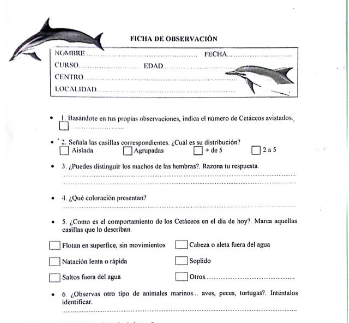 FICHA DE OBSERVACIÓN
NOMBRE FECHA
CURSO EDAD
CENTRO
LOCALIDAD
1. Basándote en tus propias observaciones, indica el número de Cetáceos avistados.
2. Señala las casillas correspondientes. ¿Cuál es su distribución?
Aislada Agrupadas + de 5 2 a 5
3. ¿Puedes distinguir los machos de las hembras?. Razona tu respuesta.
4. ¿Qué coloración presentan?
5. ¿Como es el comportamiento de los Cetáceos en el día de hoy?. Marca aquellas
casillas que lo describan.
Flotan en superfice, sin movimientos Cabeza o aleta fuera del agua
Natación lenta o rápida Soplido
Saltos fuera del agua Otros
6. ¿Observas otro tipo de animales marinos... aves, peces, tortugas?. Inténtalos
identificar.